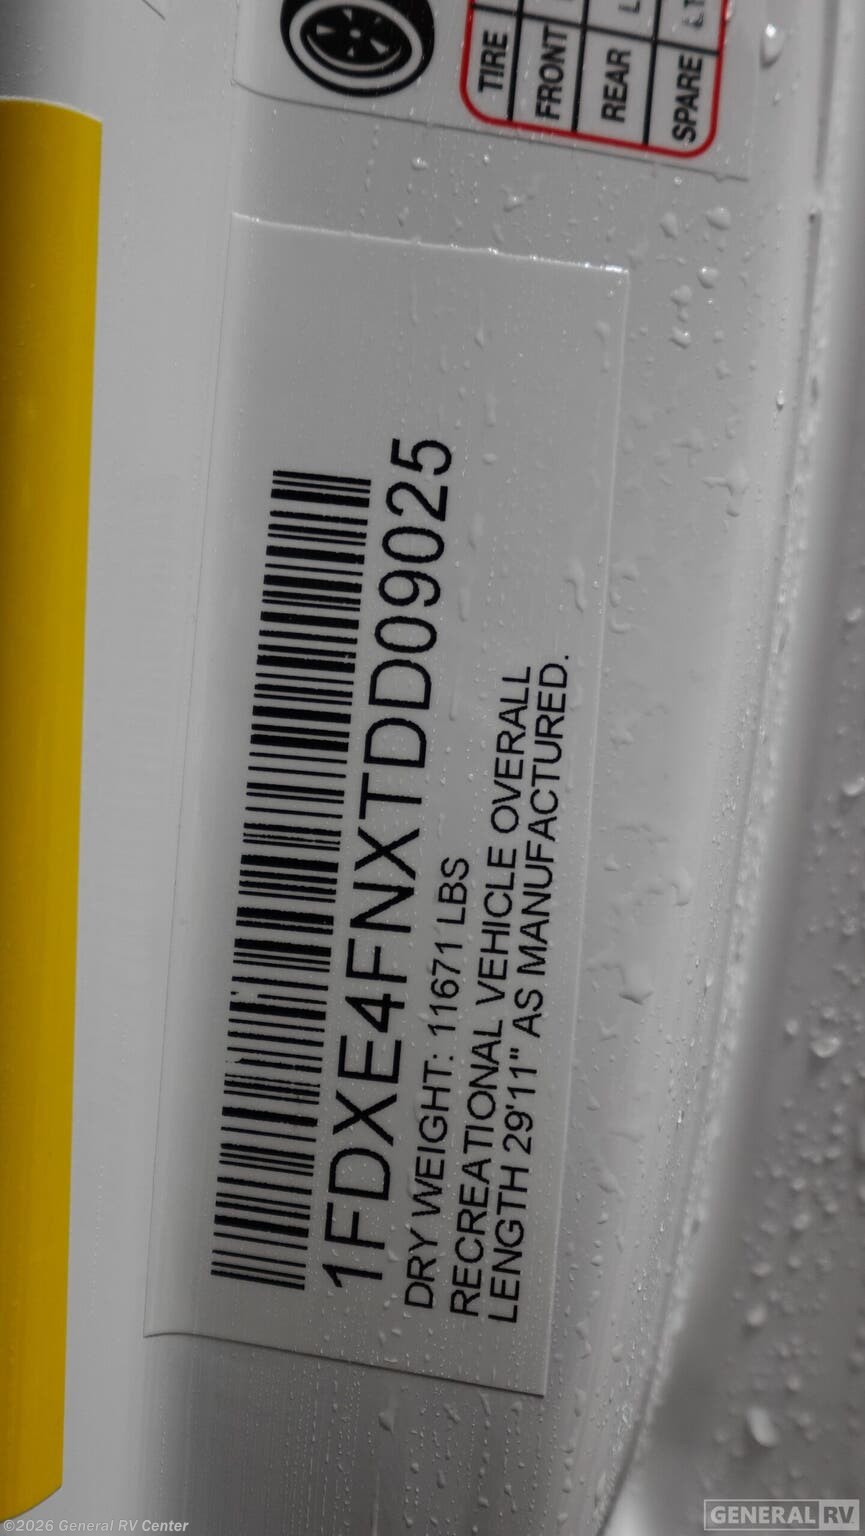 TIRE
FRONT
REAR
SPARE
1FDXE4FNXTDD09025
DRY WEIGHT: 11671 LBS
RECREATIONAL VEHICLE OVERALL
LENGTH 29'11" AS MANUFACTURED.
©2026 General RV Center
GENERAL RV